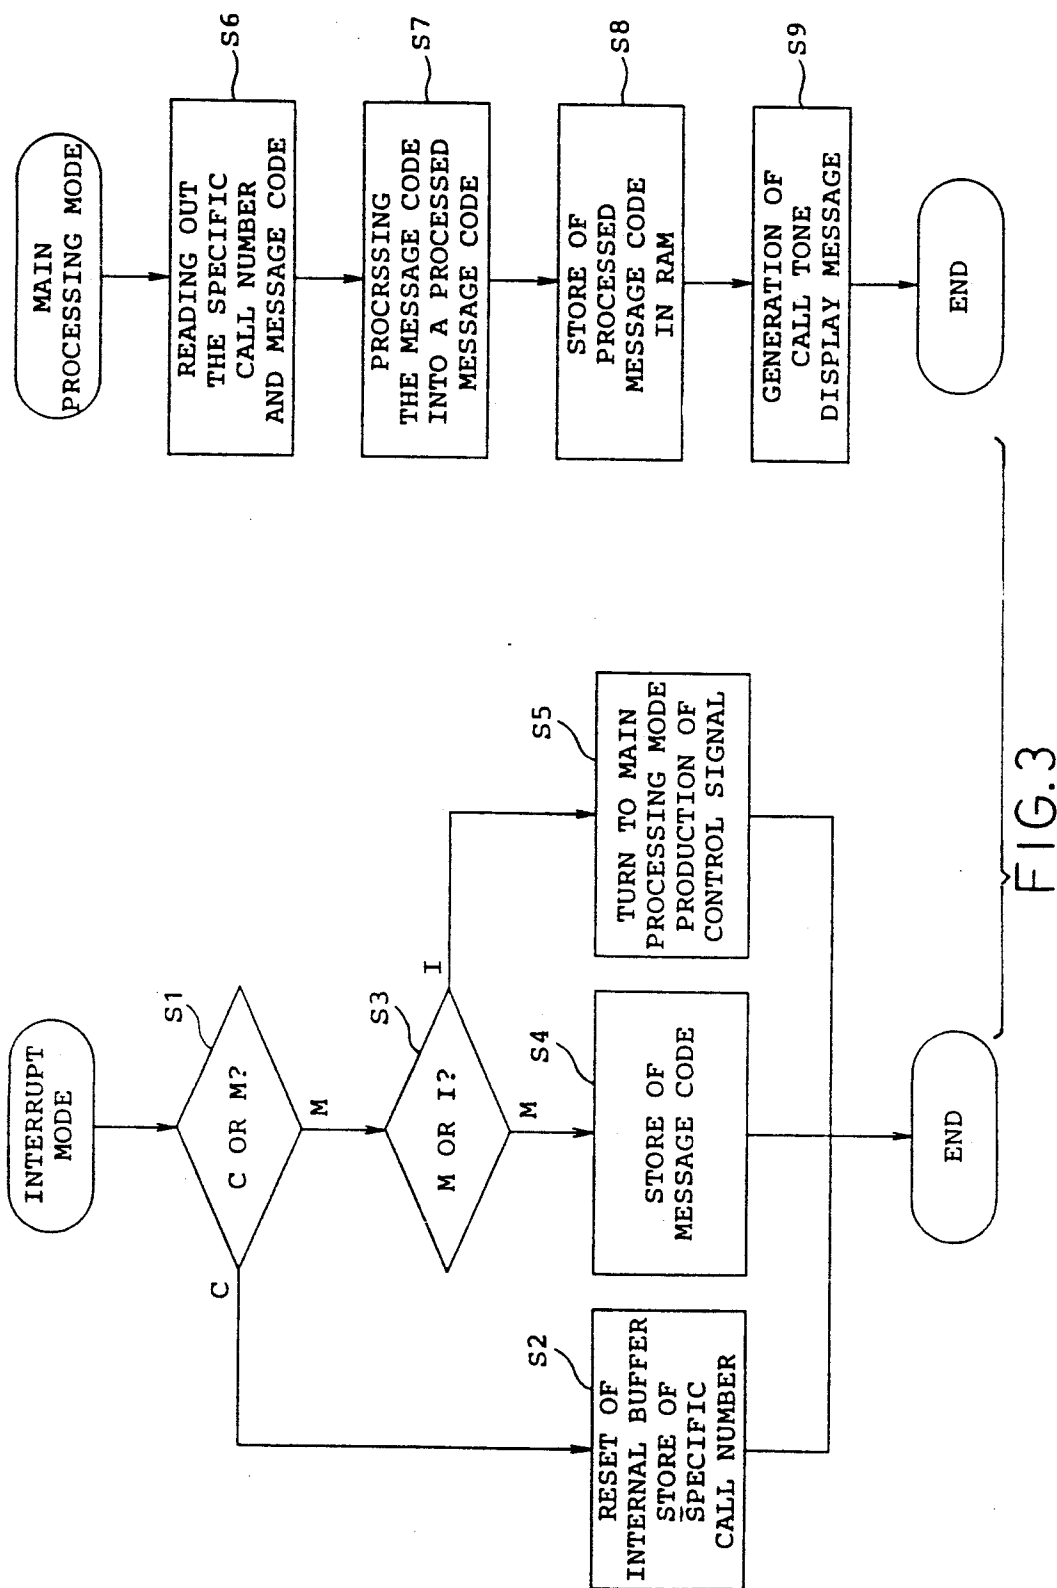 INTERRUPT
MODE
S1
C OR M?
C
M
S3
M OR I?
I
M
S2
RESET OF
INTERNAL BUFFER
STORE OF
SPECIFIC
CALL NUMBER
S4
STORE OF
MESSAGE CODE
S5
TURN TO MAIN
PROCESSING MODE
PRODUCTION OF
CONTROL SIGNAL
END
MAIN
PROCESSING MODE
S6
READING OUT
THE SPECIFIC
CALL NUMBER
AND MESSAGE CODE
S7
PROCRSSING
THE MESSAGE CODE
INTO A PROCESSED
MESSAGE CODE
S8
STORE OF
PROCESSED
MESSAGE CODE
IN RAM
S9
GENERATION OF
CALL TONE
DISPLAY MESSAGE
END
FIG.3